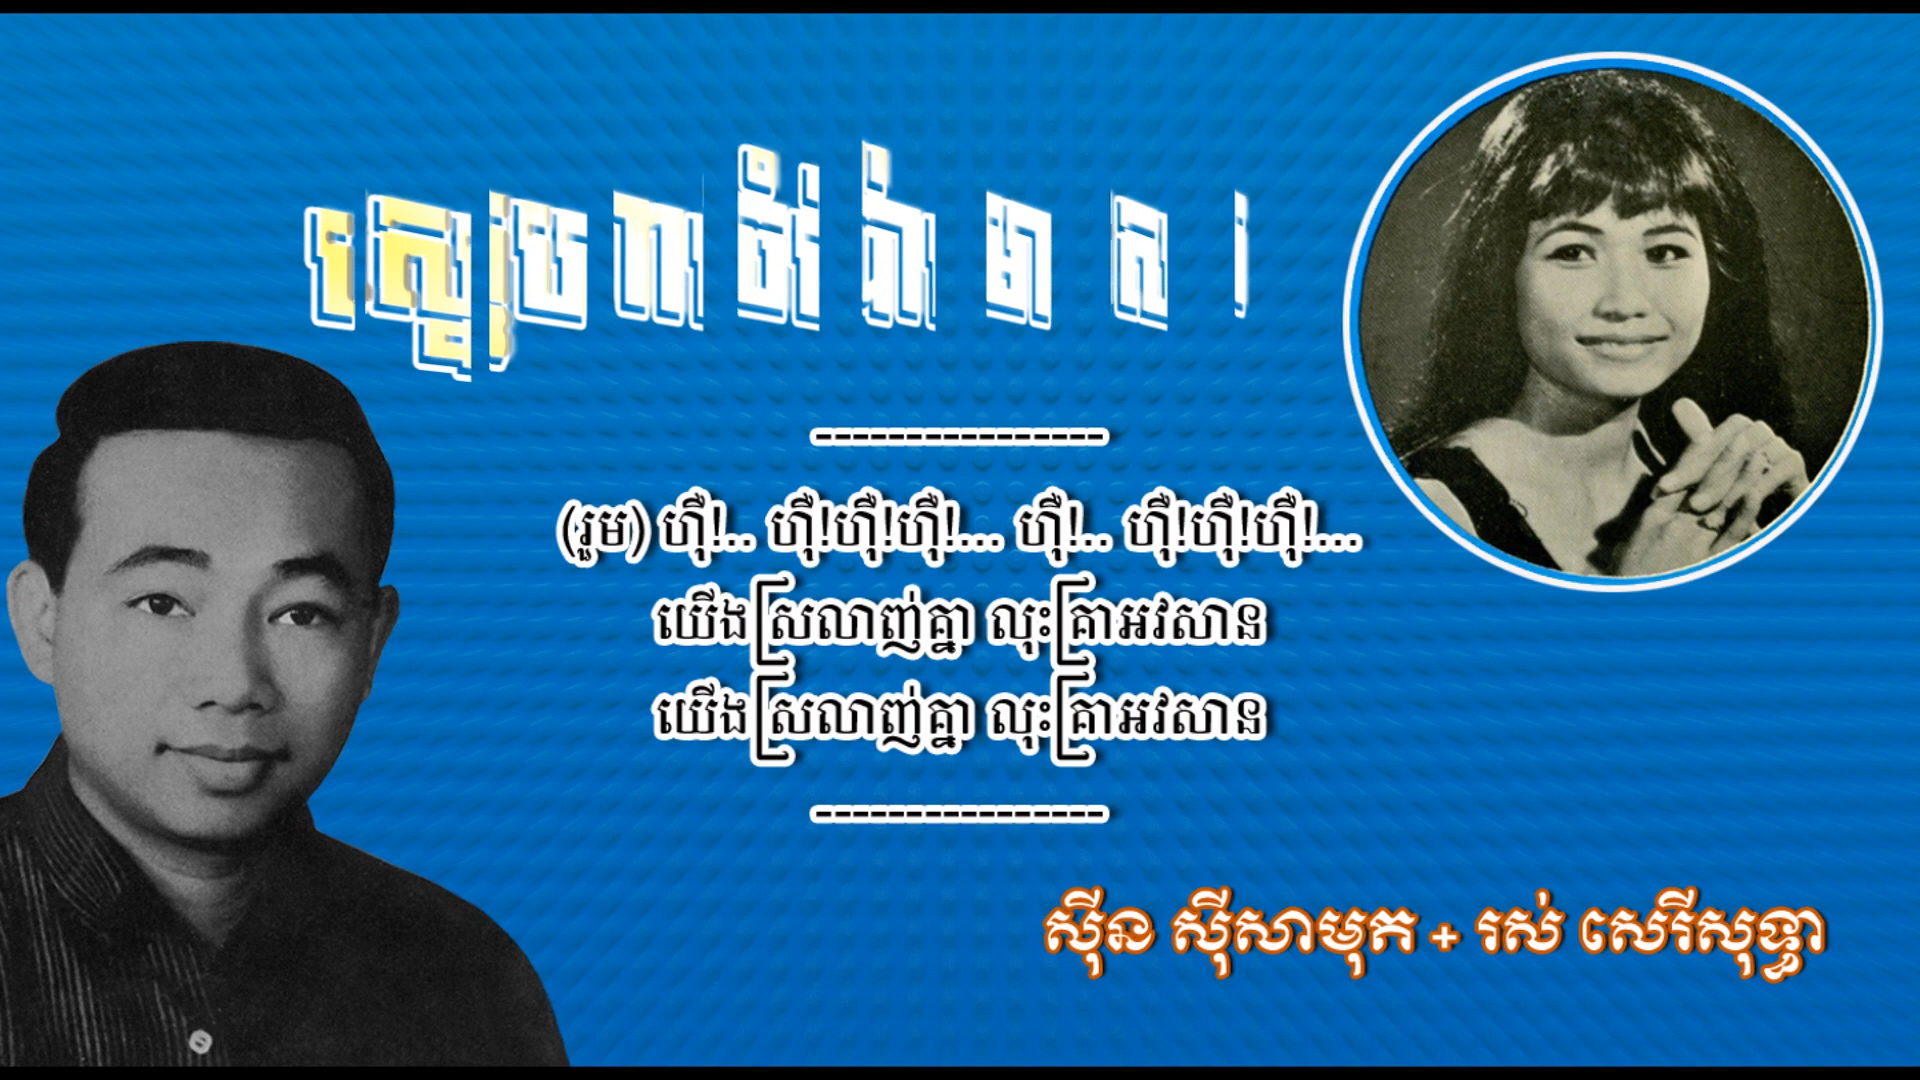 ----------------
(រួម) ហ៊ឺ!.. ហ៊ឺ!ហ៊ឺ!ហ៊ឺ!... ហ៊ឺ!.. ហ៊ឺ!ហ៊ឺ!ហ៊ឺ!...
យើងស្រលាញ់គ្នា លុះគ្រាអវសាន
យើងស្រលាញ់គ្នា លុះគ្រាអវសាន
----------------
ស៊ីន ស៊ីសាមុត + រស់ សេរីសុទ្ធា